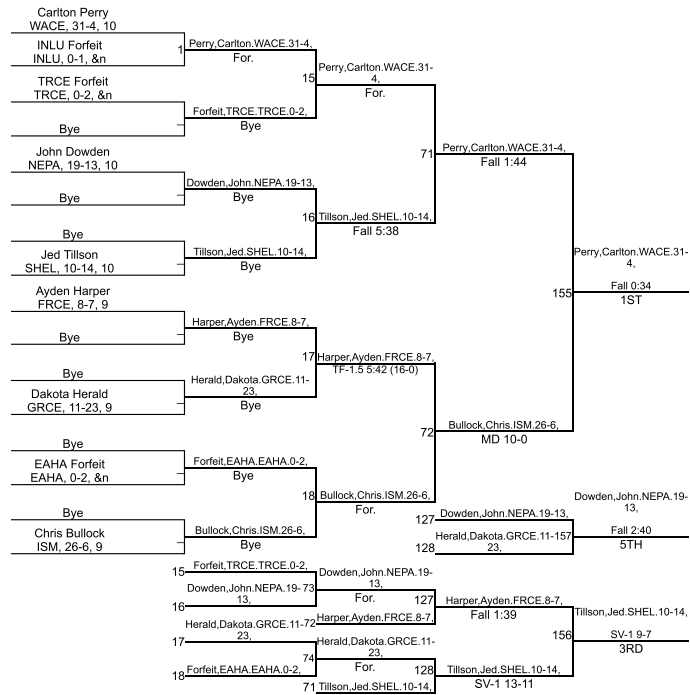 Carlton Perry
WACE, 31-4, 10
INLU Forfeit
INLU, 0-1, &n
TRCE Forfeit
TRCE, 0-2, &n
Bye
John Dowden
NEPA, 19-13, 10
Bye
Bye
Jed Tillson
SHEL, 10-14, 10
Ayden Harper
FRCE, 8-7, 9
Bye
Bye
Dakota Herald
GRCE, 11-23, 9
Bye
EAHA Forfeit
EAHA, 0-2, &n
Bye
Chris Bullock
ISM, 26-6, 9
1
Perry,Carlton.WACE.31-4,
For.
Forfeit,TRCE.TRCE.0-2,
Bye
Dowden,John.NEPA.19-13,
Bye
Tillson,Jed.SHEL.10-14,
Bye
Harper,Ayden.FRCE.8-7,
Bye
Herald,Dakota.GRCE.11-
23,
Bye
Forfeit,EAHA.EAHA.0-2,
Bye
Bullock,Chris.ISM.26-6,
Bye
15
Perry,Carlton.WACE.31-
4,
For.
16
Tillson,Jed.SHEL.10-14,
Fall 5:38
17
Harper,Ayden.FRCE.8-7,
TF-1.5 5:42 (16-0)
18
Bullock,Chris.ISM.26-6,
For.
71
Perry,Carlton.WACE.31-4,
Fall 1:44
72
Bullock,Chris.ISM.26-6,
MD 10-0
155
Perry,Carlton.WACE.31-
4,
Fall 0:34
1ST
127
Dowden,John.NEPA.19-13,
128
Herald,Dakota.GRCE.11-
23,
157
Dowden,John.NEPA.19-
13,
Fall 2:40
5TH
15
Forfeit,TRCE.TRCE.0-2,
16
Dowden,John.NEPA.19-
13,
73
Dowden,John.NEPA.19-
13,
For.
72
Harper,Ayden.FRCE.8-7,
127
Harper,Ayden.FRCE.8-7,
Fall 1:39
17
Herald,Dakota.GRCE.11-
23,
18
Forfeit,EAHA.EAHA.0-2,
74
Herald,Dakota.GRCE.11-
23,
For.
71
Tillson,Jed.SHEL.10-14,
128
Tillson,Jed.SHEL.10-14,
SV-1 13-11
156
Tillson,Jed.SHEL.10-14,
SV-1 9-7
3RD